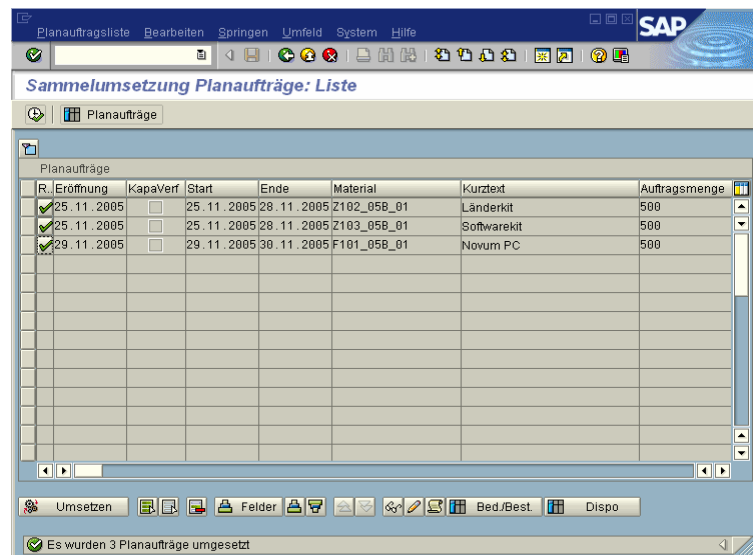 SAP
Planauftragsliste Bearbeiten Springen Umfeld System Hilfe
Sammelumsetzung Planaufträge: Liste
Planaufträge
Planaufträge
R.. Eröffnung KapaVerf Start Ende Material Kurztext Auftragsmenge
25.11.2005 25.11.2005 28.11.2005 Z102_05B_01 Länderkit 500
25.11.2005 25.11.2005 28.11.2005 Z103_05B_01 Softwarekit 500
29.11.2005 29.11.2005 30.11.2005 F101_05B_01 Novum PC 500
Umsetzen Felder Bed./Best. Dispo
Es wurden 3 Planaufträge umgesetzt